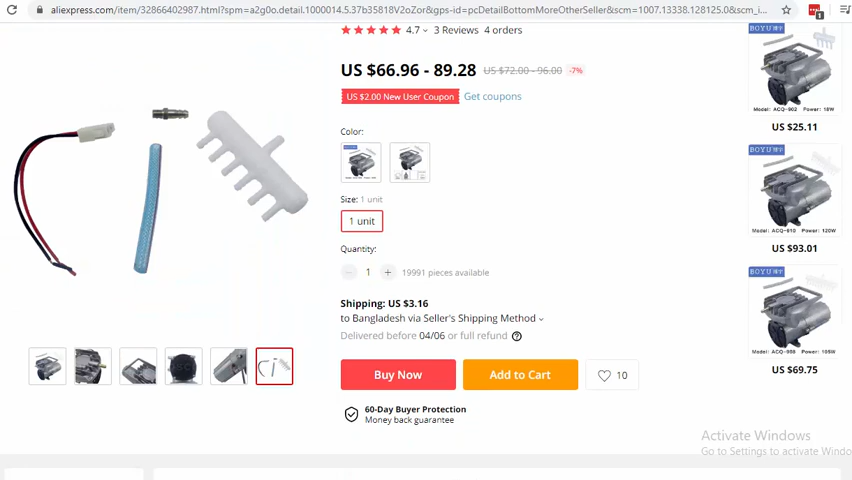 aliexpress.com/item/32866402987.html?spm=a2g0o.detail.1000014.5.37b35818V2oZor&gps-id=pcDetailBottomMoreOtherSeller&scm=1007.13338.128125.0&scm_i...
4.7 3 Reviews 4 orders
US $66.96 - 89.28 US $72.00 - 96.00 -7%
US $2.00 New User Coupon Get coupons
Color:
Size: 1 unit
1 unit
Quantity:
− 1 + 19991 pieces available
Shipping: US $3.16
to Bangladesh via Seller's Shipping Method
Delivered before 04/06 or full refund ?
Buy Now Add to Cart 10
60-Day Buyer Protection
Money back guarantee
BOYU
Model: ACQ-902 Power: 18W
US $25.11
BOYU
Model: ACQ-910 Power: 120W
US $93.01
BOYU
Model: ACQ-958 Power: 105W
US $69.75
Activate Windows
Go to Settings to activate Windo